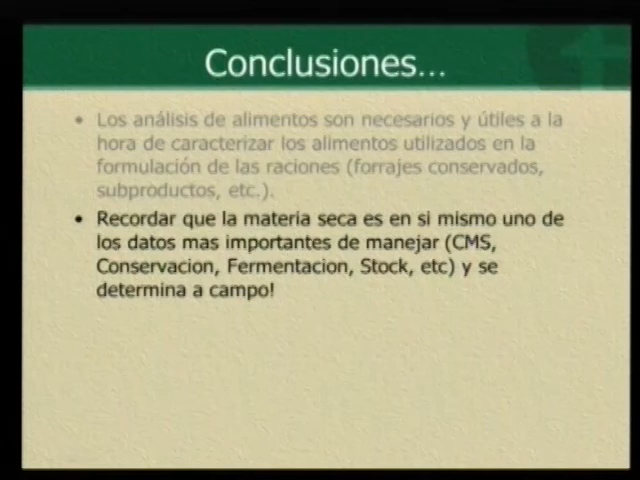 Conclusiones...
• Los análisis de alimentos son necesarios y útiles a la
hora de caracterizar los alimentos utilizados en la
formulación de las raciones (forrajes conservados,
subproductos, etc.).
• Recordar que la materia seca es en si mismo uno de
los datos mas importantes de manejar (CMS,
Conservacion, Fermentacion, Stock, etc) y se
determina a campo!